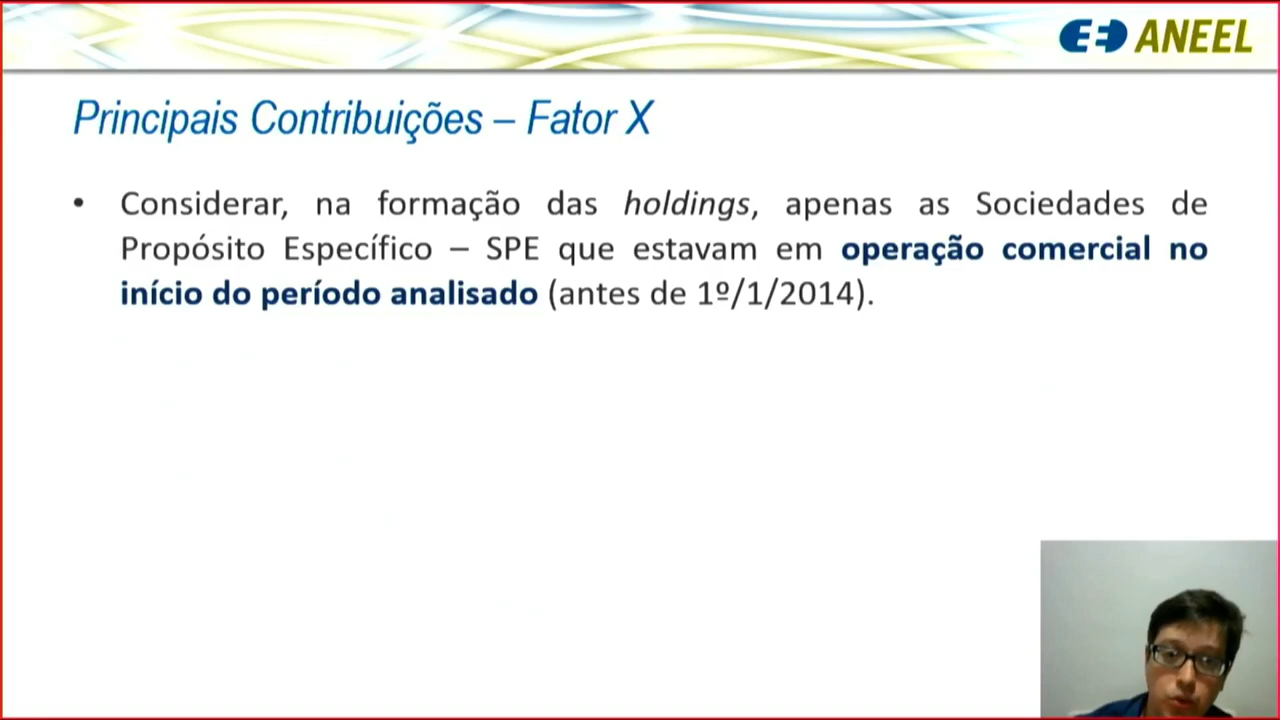 ANEEL
Principais Contribuições – Fator X
• Considerar, na formação das holdings, apenas as Sociedades de
Propósito Específico – SPE que estavam em operação comercial no
início do período analisado (antes de 1º/1/2014).